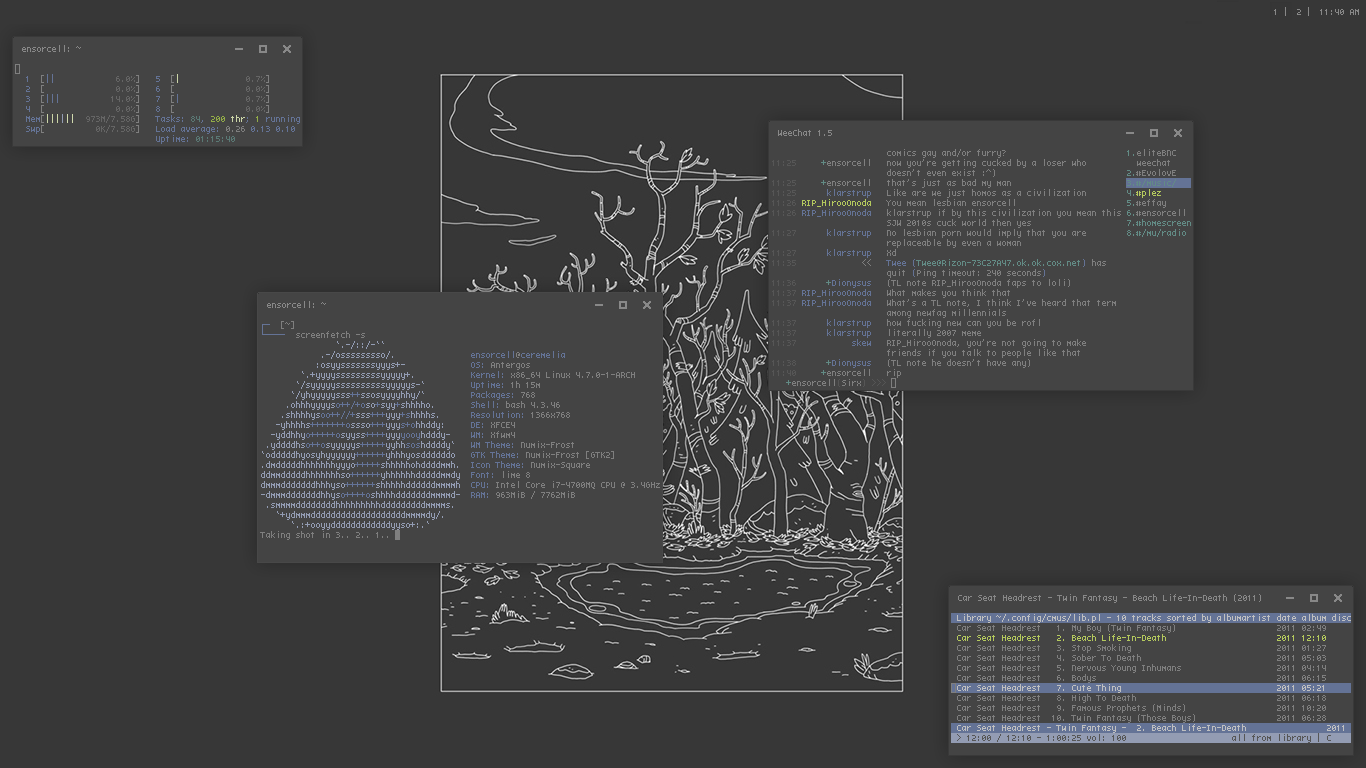 1 | 2 | 11:40 AM
ensorcell: ~
1 [|| 6.0%] 5 [| 0.7%]
2 [ 0.0%] 6 [ 0.0%]
3 [||| 14.0%] 7 [| 0.7%]
4 [ 0.0%] 8 [ 0.0%]
Mem[|||||| 973M/7.58G] Tasks: 84, 200 thr; 1 running
Swp[ 0K/7.58G] Load average: 0.26 0.13 0.10
Uptime: 01:15:40
WeeChat 1.5
comics gay and/or furry?
11:25 +ensorcell now you're getting cucked by a loser who
doesn't even exist :^)
11:25 +ensorcell that's just as bad my man
11:25 klarstrup Like are we just homos as a civilization
11:26 RIP_HirooOnoda You mean lesbian ensorcell
11:26 RIP_HirooOnoda klarstrup if by this civilization you mean this
SJW 2010s cuck world then yes
11:27 klarstrup No lesbian porn would imply that you are
replaceable by even a woman
11:27 klarstrup Xd
11:35 << Twee (Twee@Rizon-73C27A47.ok.ok.cox.net) has
quit (Ping timeout: 240 seconds)
11:36 +Dionysus (TL note RIP_HirooOnoda faps to loli)
11:37 RIP_HirooOnoda What makes you think that
11:37 RIP_HirooOnoda What's a TL note, I think I've heard that term
among newfag millennials
11:37 klarstrup how fucking new can you be rofl
11:37 klarstrup literally 2007 meme
11:37 skew RIP_HirooOnoda, you're not going to make
friends if you talk to people like that
11:38 +Dionysus (TL note he doesn't have any)
11:40 +ensorcell rip
+ensorcell(Sirx) >>>
1.eliteBNC
weechat
2.#EvolovE
4.#plez
5.#effay
6.#ensorcell
7.#homescreen
8.#/mu/radio
ensorcell: ~
[~]
screenfetch -s
ensorcell@ceremelia
OS: Antergos
Kernel: x86_64 Linux 4.7.0-1-ARCH
Uptime: 1h 15m
Packages: 768
Shell: bash 4.3.46
Resolution: 1366x768
DE: XFCE4
WM: Xfwm4
WM Theme: Numix-Frost
GTK Theme: Numix-Frost [GTK2]
Icon Theme: Numix-Square
Font: lime 8
CPU: Intel Core i7-4700MQ CPU @ 3.4GHz
RAM: 963MiB / 7762MiB
Taking shot in 3.. 2.. 1..
Car Seat Headrest - Twin Fantasy - Beach Life-In-Death (2011)
Library ~/.config/cmus/lib.pl - 10 tracks sorted by albumartist date album disc
Car Seat Headrest 1. My Boy (Twin Fantasy) 2011 02:49
Car Seat Headrest 2. Beach Life-In-Death 2011 12:10
Car Seat Headrest 3. Stop Smoking 2011 01:27
Car Seat Headrest 4. Sober To Death 2011 05:03
Car Seat Headrest 5. Nervous Young Inhumans 2011 04:14
Car Seat Headrest 6. Bodys 2011 06:15
Car Seat Headrest 7. Cute Thing 2011 05:21
Car Seat Headrest 8. High To Death 2011 06:18
Car Seat Headrest 9. Famous Prophets (Minds) 2011 10:20
Car Seat Headrest 10. Twin Fantasy (Those Boys) 2011 06:28
Car Seat Headrest - Twin Fantasy - 2. Beach Life-In-Death 2011
> 12:00 / 12:10 - 1:00:25 vol: 100 all from library | C